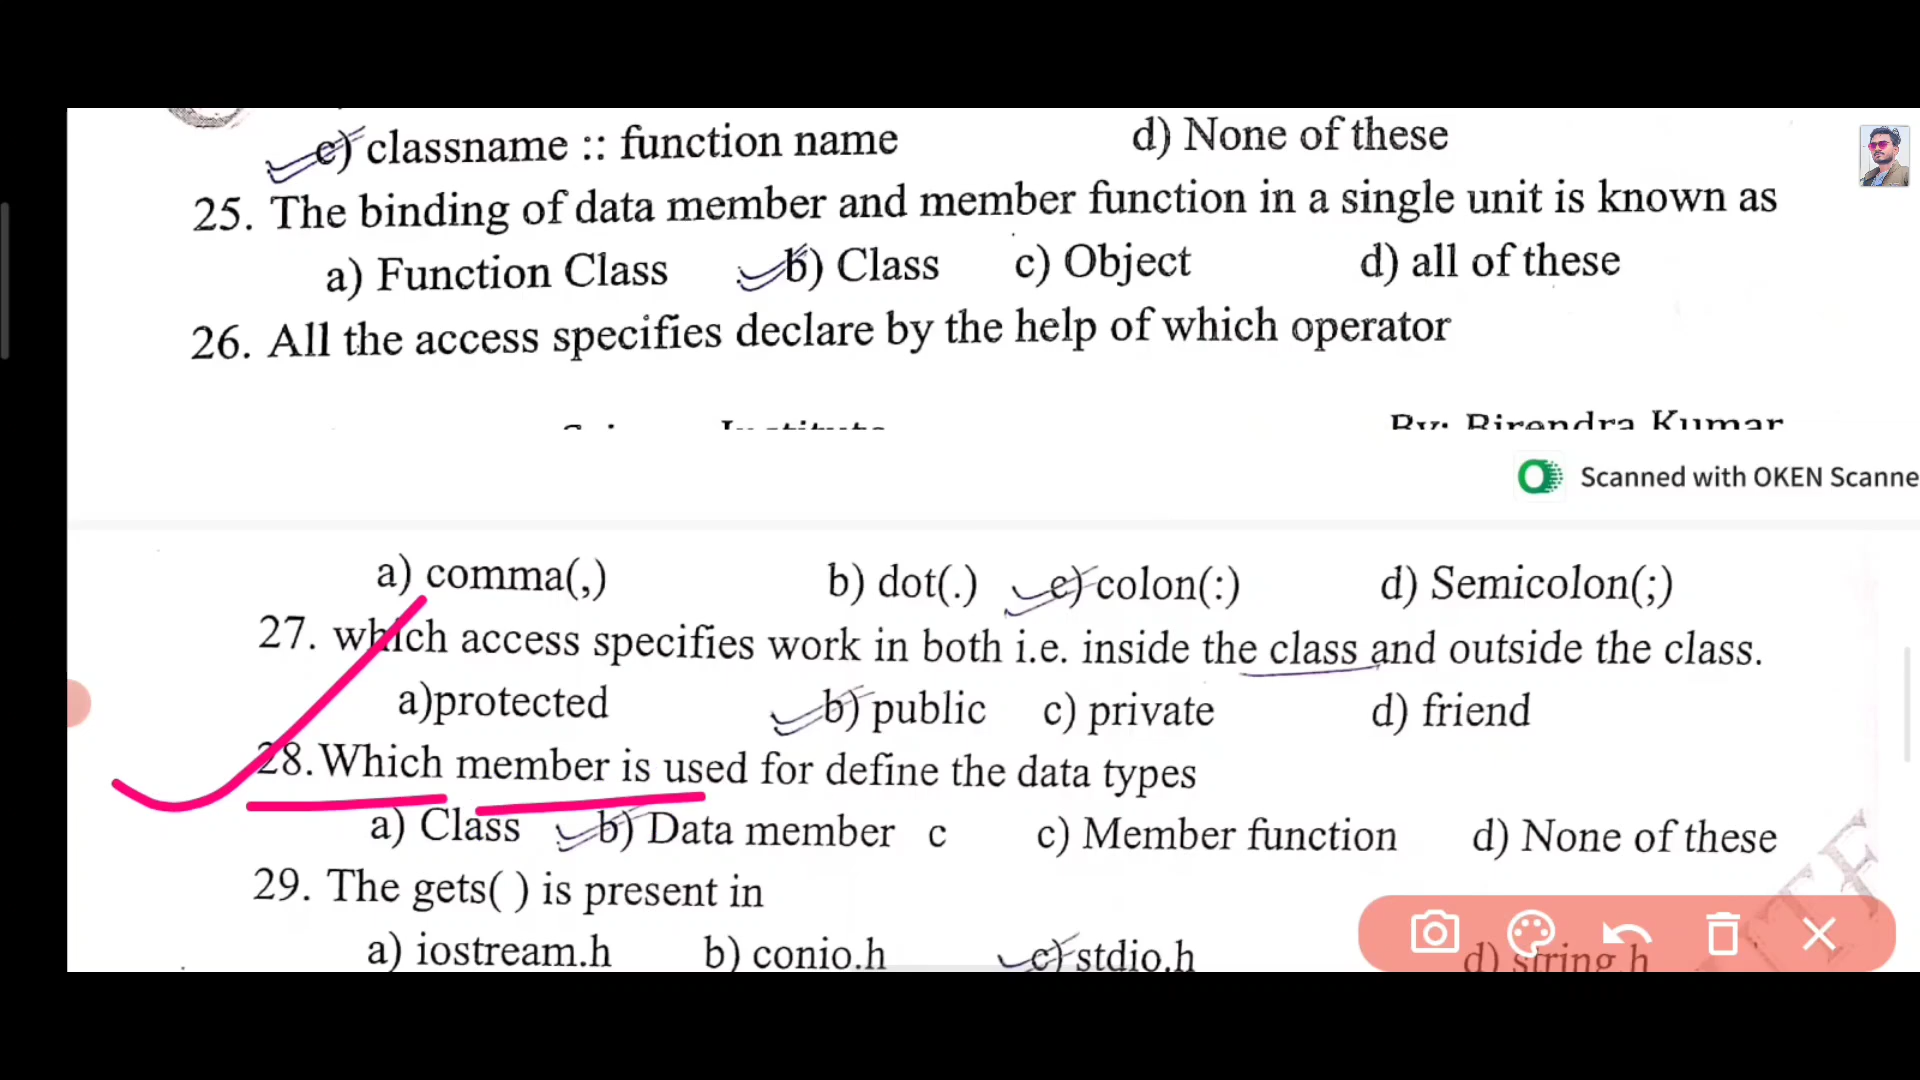 c) classname :: function name d) None of these
25. The binding of data member and member function in a single unit is known as
a) Function Class b) Class c) Object d) all of these
26. All the access specifies declare by the help of which operator
By: Birendra Kumar
Scanned with OKEN Scanne
a) comma(,) b) dot(.) c) colon(:) d) Semicolon(;)
27. which access specifies work in both i.e. inside the class and outside the class.
a)protected b) public c) private d) friend
28.Which member is used for define the data types
a) Class b) Data member c c) Member function d) None of these
29. The gets( ) is present in
a) iostream.h b) conio.h c) stdio.h d) string.h